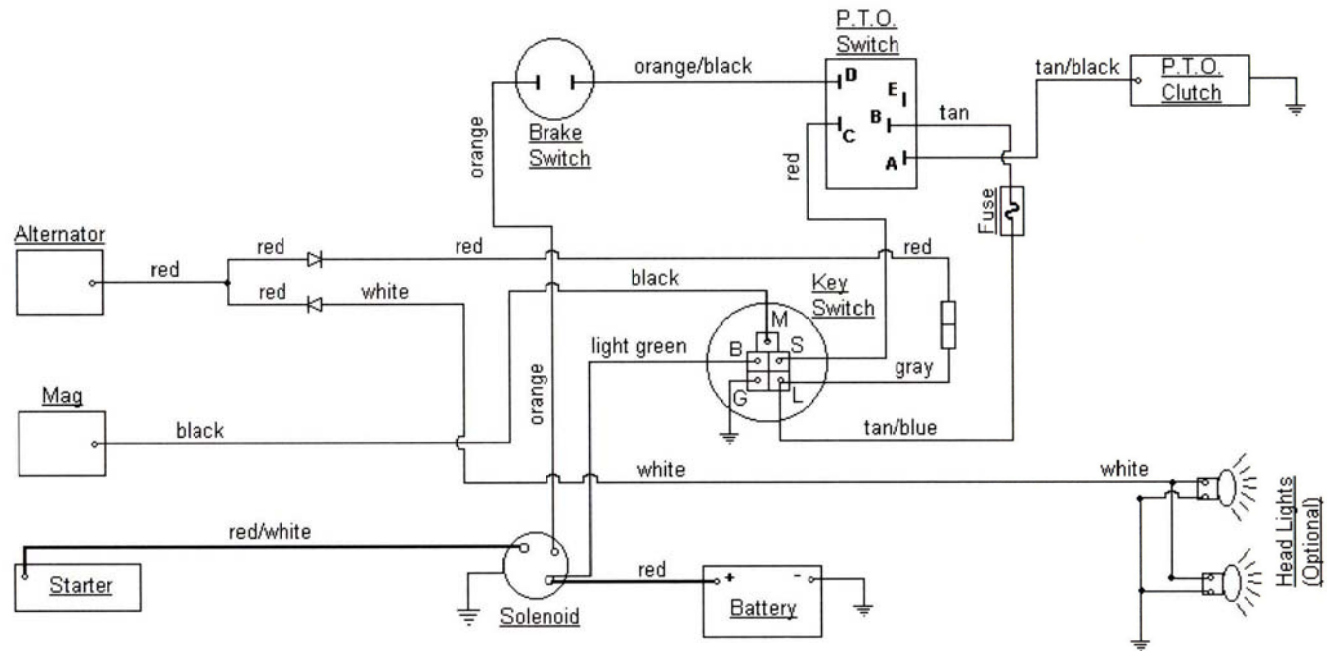 P.T.O.
Switch
orange/black
D
E
B
C
A
tan
tan/black
P.T.O.
Clutch
Brake
Switch
orange
red
Fuse
Alternator
red
red
red
red
white
red
black
Key
Switch
M
B
S
G
L
light green
gray
tan/blue
Mag
black
orange
white
white
red/white
Starter
Solenoid
red
+
-
Battery
Head Lights
(Optional)